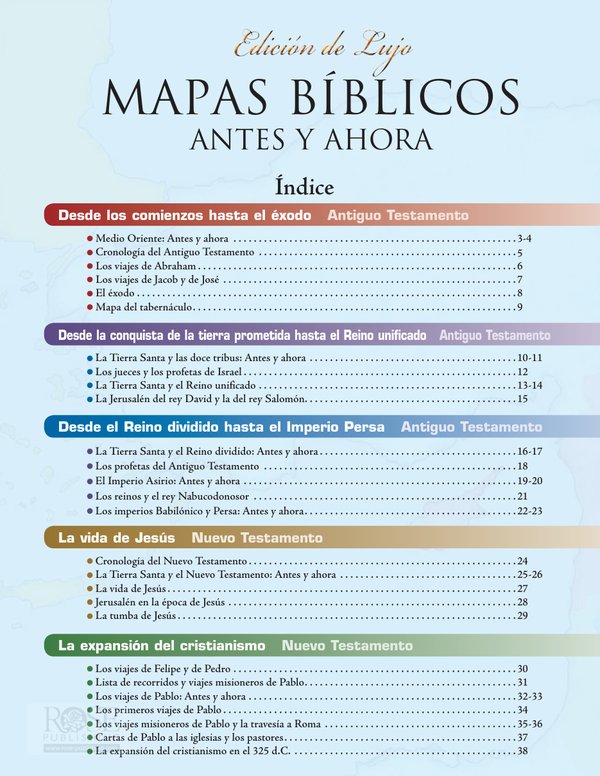 Edición de Lujo
MAPAS BÍBLICOS
ANTES Y AHORA
Índice
Desde los comienzos hasta el éxodo Antiguo Testamento
• Medio Oriente: Antes y ahora 3-4
• Cronología del Antiguo Testamento 5
• Los viajes de Abraham 6
• Los viajes de Jacob y de José 7
• El éxodo 8
• Mapa del tabernáculo 9
Desde la conquista de la tierra prometida hasta el Reino unificado Antiguo Testamento
• La Tierra Santa y las doce tribus: Antes y ahora 10-11
• Los jueces y los profetas de Israel 12
• La Tierra Santa y el Reino unificado 13-14
• La Jerusalén del rey David y la del rey Salomón 15
Desde el Reino dividido hasta el Imperio Persa Antiguo Testamento
• La Tierra Santa y el Reino dividido: Antes y ahora 16-17
• Los profetas del Antiguo Testamento 18
• El Imperio Asirio: Antes y ahora 19-20
• Los reinos y el rey Nabucodonosor 21
• Los imperios Babilónico y Persa: Antes y ahora 22-23
La vida de Jesús Nuevo Testamento
• Cronología del Nuevo Testamento 24
• La Tierra Santa y el Nuevo Testamento: Antes y ahora 25-26
• La vida de Jesús 27
• Jerusalén en la época de Jesús 28
• La tumba de Jesús 29
La expansión del cristianismo Nuevo Testamento
• Los viajes de Felipe y de Pedro 30
• Lista de recorridos y viajes misioneros de Pablo 31
• Los viajes de Pablo: Antes y ahora 32-33
• Los primeros viajes de Pablo 34
• Los viajes misioneros de Pablo y la travesía a Roma 35-36
• Cartas de Pablo a las iglesias y los pastores 37
• La expansión del cristianismo en el 325 d.C. 38
ROSE